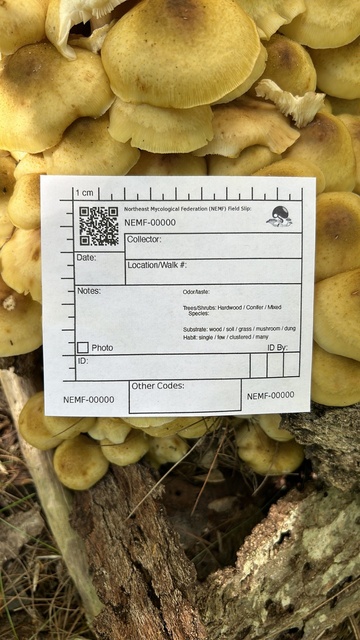 1 cm
Northeast Mycological Federation (NEMF) Field Slip
NEMF-00000
Collector:
Date:
Location/Walk #:
Notes:
Odor/taste:
Trees/Shrubs: Hardwood / Conifer / Mixed
Species:
Substrate: wood / soil / grass / mushroom / dung
Habit: single / few / clustered / many
Photo
ID By:
ID:
Other Codes:
NEMF-00000
NEMF-00000